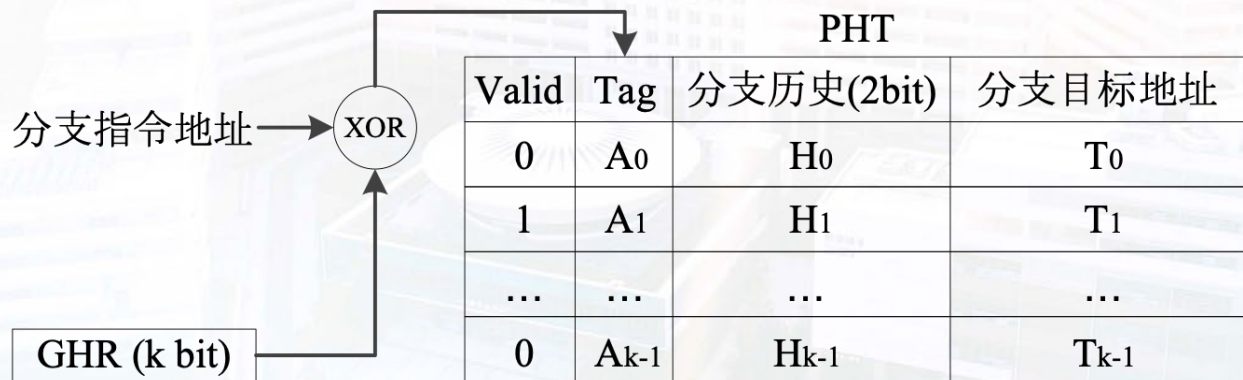 PHT
Valid Tag 分支历史(2bit) 分支目标地址
分支指令地址 XOR
0 A0 H0 T0
1 A1 H1 T1
... ... ... ...
GHR (k bit)
0 Ak-1 Hk-1 Tk-1